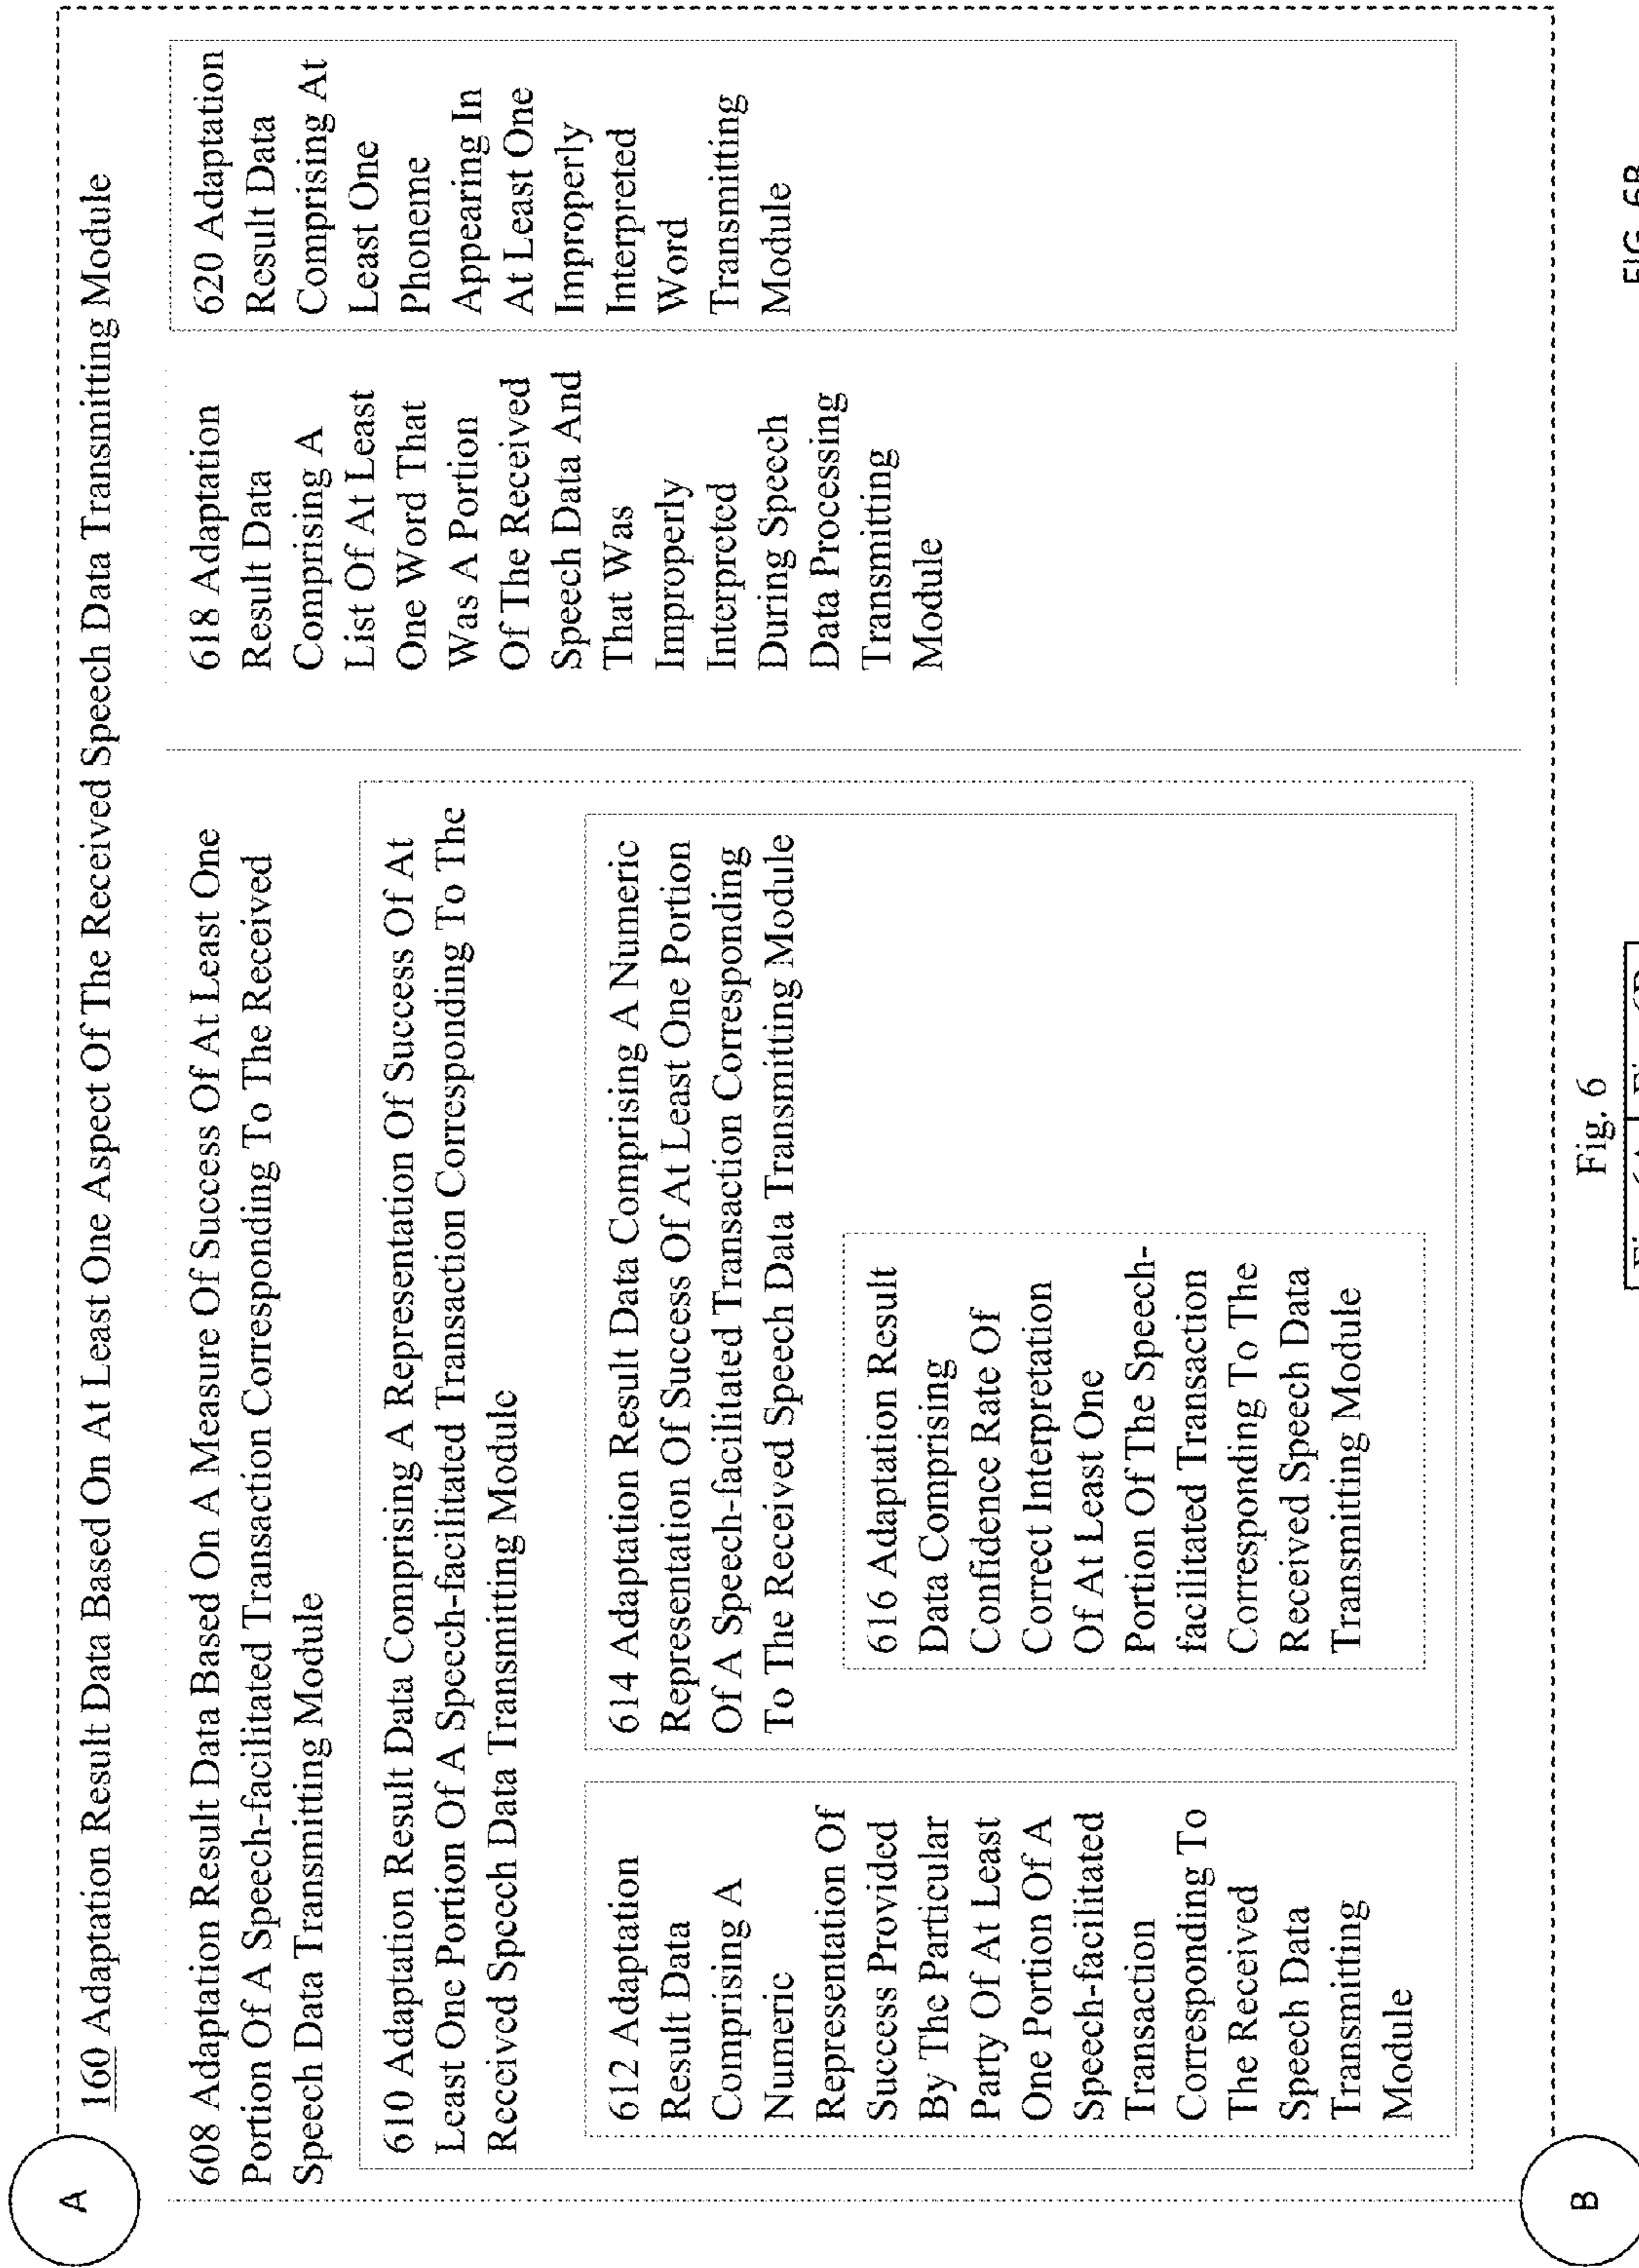 A
160 Adaptation Result Data Based On At Least One Aspect Of The Received Speech Data Transmitting Module
608 Adaptation Result Data Based On A Measure Of Success Of At Least One
Portion Of A Speech-facilitated Transaction Corresponding To The Received
Speech Data Transmitting Module
610 Adaptation Result Data Comprising A Representation Of Success Of At
Least One Portion Of A Speech-facilitated Transaction Corresponding To The
Received Speech Data Transmitting Module
612 Adaptation
Result Data
Comprising A
Numeric
Representation Of
Success Provided
By The Particular
Party Of At Least
One Portion Of A
Speech-facilitated
Transaction
Corresponding To
The Received
Speech Data
Transmitting
Module
614 Adaptation Result Data Comprising A Numeric
Representation Of Success Of At Least One Portion
Of A Speech-facilitated Transaction Corresponding
To The Received Speech Data Transmitting Module
616 Adaptation Result
Data Comprising
Confidence Rate Of
Correct Interpretation
Of At Least One
Portion Of The Speech-
facilitated Transaction
Corresponding To The
Received Speech Data
Transmitting Module
618 Adaptation
Result Data
Comprising A
List Of At Least
One Word That
Was A Portion
Of The Received
Speech Data And
That Was
Improperly
Interpreted
During Speech
Data Processing
Transmitting
Module
620 Adaptation
Result Data
Comprising At
Least One
Phoneme
Appearing In
At Least One
Improperly
Interpreted
Word
Transmitting
Module
B
Fig. 6
FIG. 6B